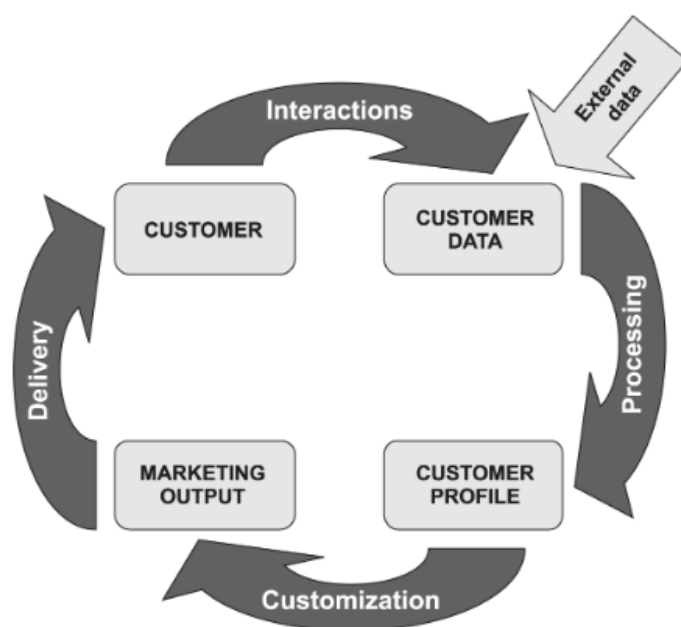 Interactions
External
data
CUSTOMER
CUSTOMER
DATA
Delivery
Processing
MARKETING
OUTPUT
CUSTOMER
PROFILE
Customization